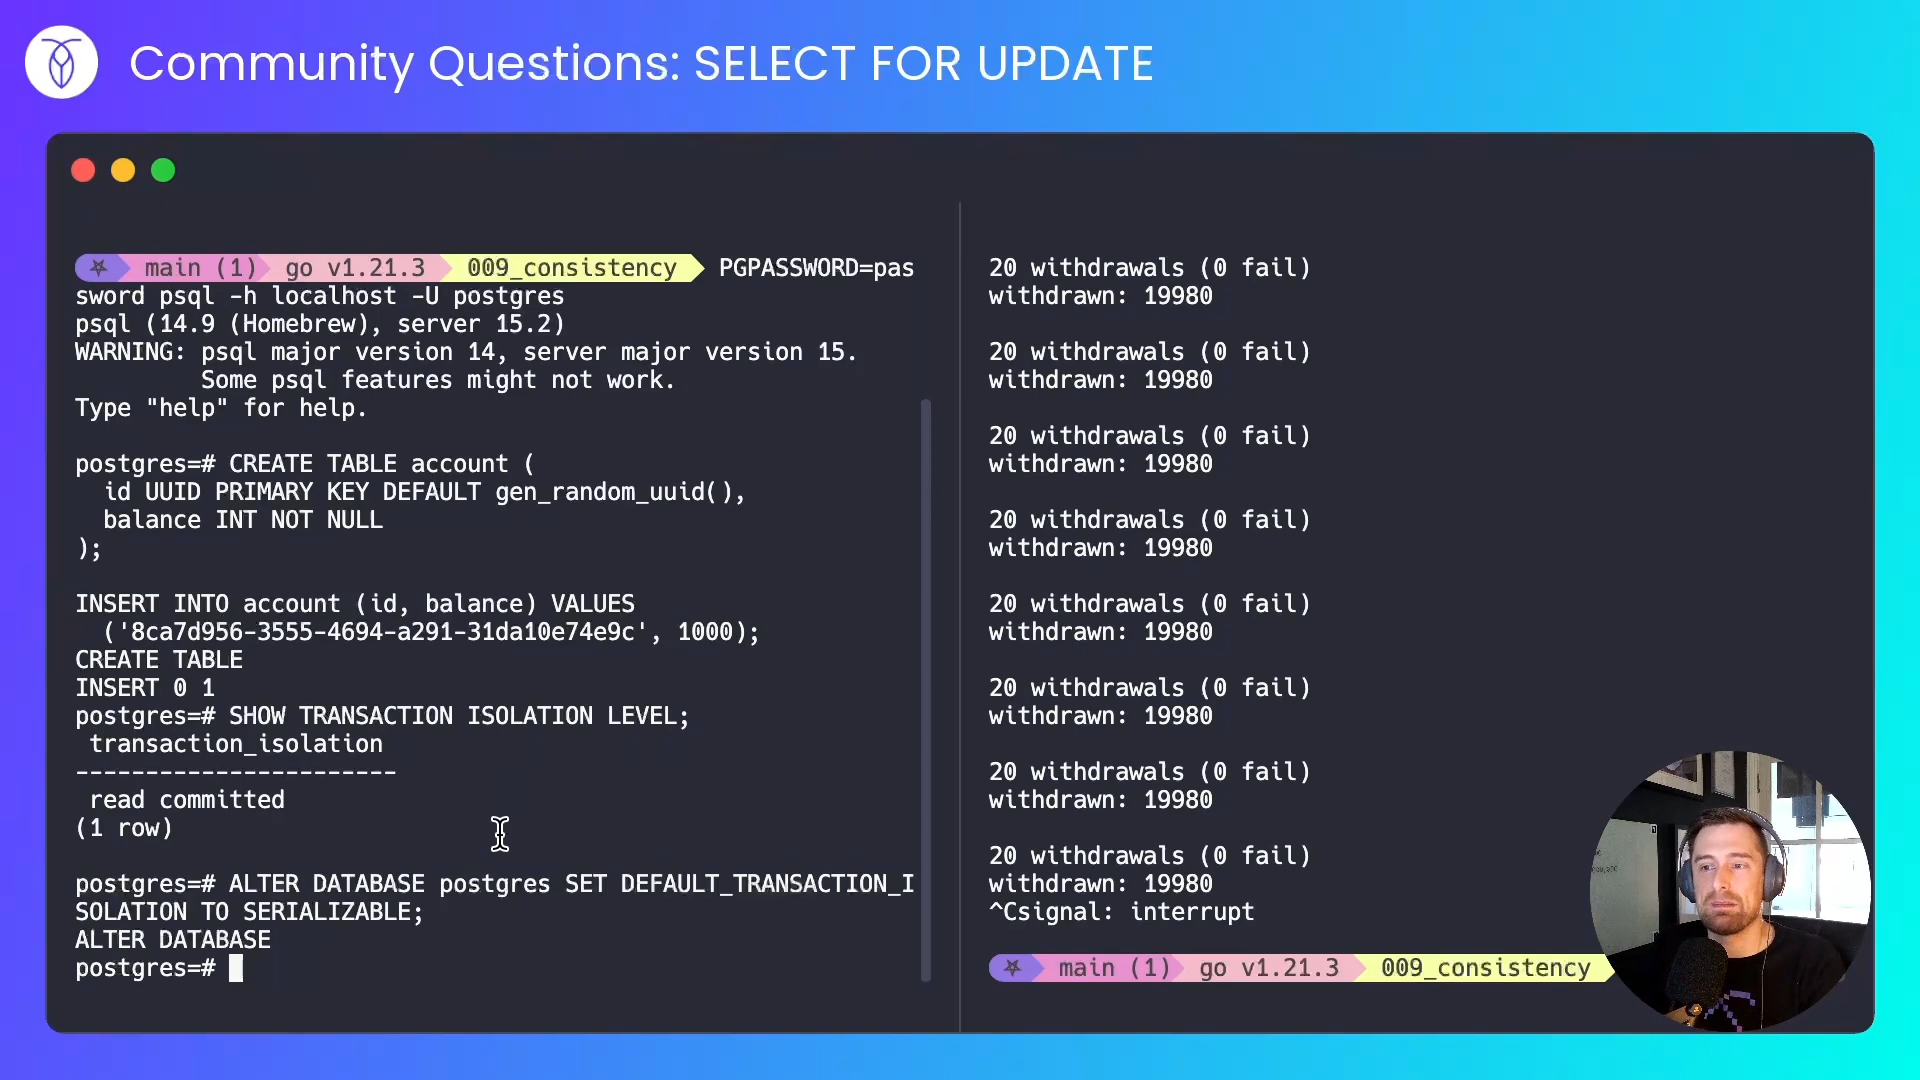 Community Questions: SELECT FOR UPDATE
main (1) go v1.21.3 009_consistency PGPASSWORD=pas
sword psql -h localhost -U postgres
psql (14.9 (Homebrew), server 15.2)
WARNING: psql major version 14, server major version 15.
Some psql features might not work.
Type "help" for help.
postgres=# CREATE TABLE account (
id UUID PRIMARY KEY DEFAULT gen_random_uuid(),
balance INT NOT NULL
);
INSERT INTO account (id, balance) VALUES
('8ca7d956-3555-4694-a291-31da10e74e9c', 1000);
CREATE TABLE
INSERT 0 1
postgres=# SHOW TRANSACTION ISOLATION LEVEL;
transaction_isolation
-----------------------
read committed
(1 row)
postgres=# ALTER DATABASE postgres SET DEFAULT_TRANSACTION_I
SOLATION TO SERIALIZABLE;
ALTER DATABASE
postgres=#
20 withdrawals (0 fail)
withdrawn: 19980
20 withdrawals (0 fail)
withdrawn: 19980
20 withdrawals (0 fail)
withdrawn: 19980
20 withdrawals (0 fail)
withdrawn: 19980
20 withdrawals (0 fail)
withdrawn: 19980
20 withdrawals (0 fail)
withdrawn: 19980
20 withdrawals (0 fail)
withdrawn: 19980
20 withdrawals (0 fail)
withdrawn: 19980
^Csignal: interrupt
main (1) go v1.21.3 009_consistency